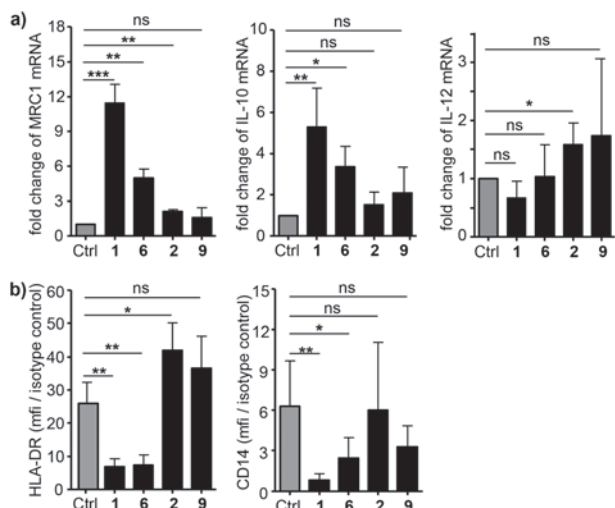 a)
fold change of MRC1 mRNA
18
15
12
9
6
3
0
ns
**
**
***
Ctrl 1 6 2 9
fold change of IL-10 mRNA
10
8
6
4
2
0
ns
ns
*
**
Ctrl 1 6 2 9
fold change of IL-12 mRNA
3
2
1
0
ns
*
ns
ns
Ctrl 1 6 2 9
b)
HLA-DR (mfi / isotype control)
60
50
40
30
20
10
0
ns
*
**
**
Ctrl 1 6 2 9
CD14 (mfi / isotype control)
15
12
9
6
3
0
ns
ns
*
**
Ctrl 1 6 2 9